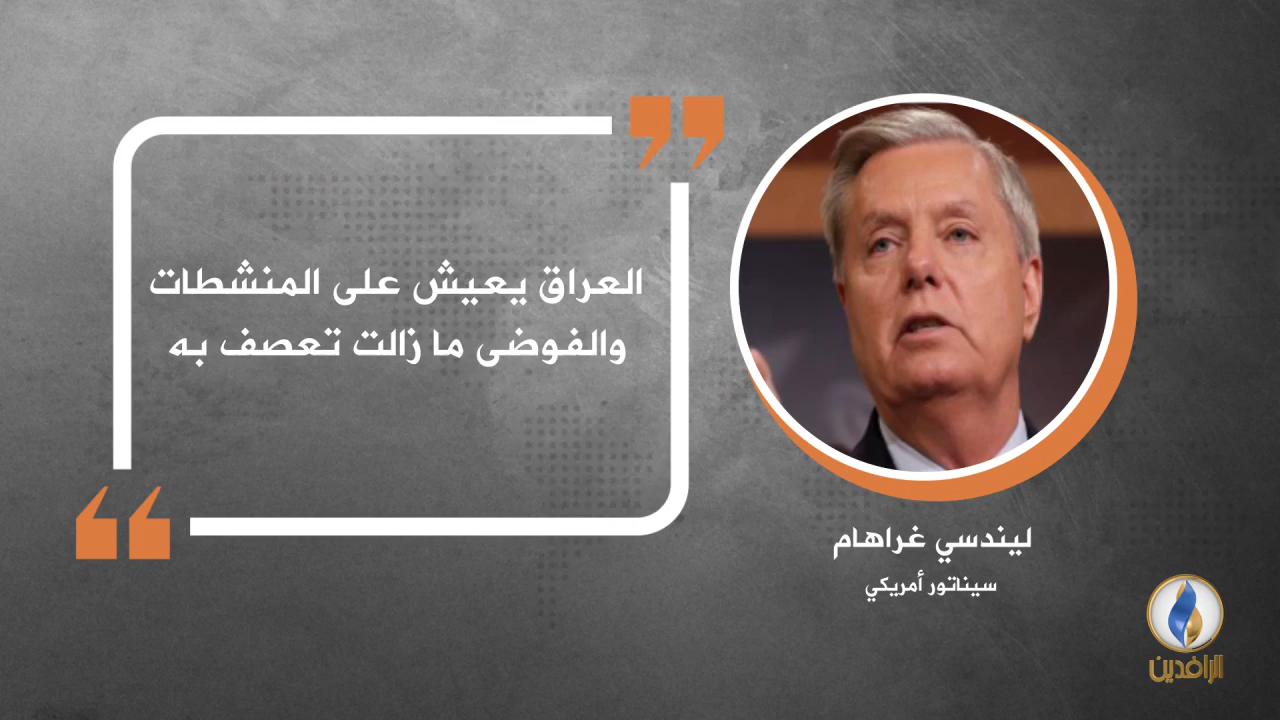 العراق يعيش على المنشطات
والفوضى ما زالت تعصف به
ليندسي غراهام
سيناتور أمريكي
الرافدين